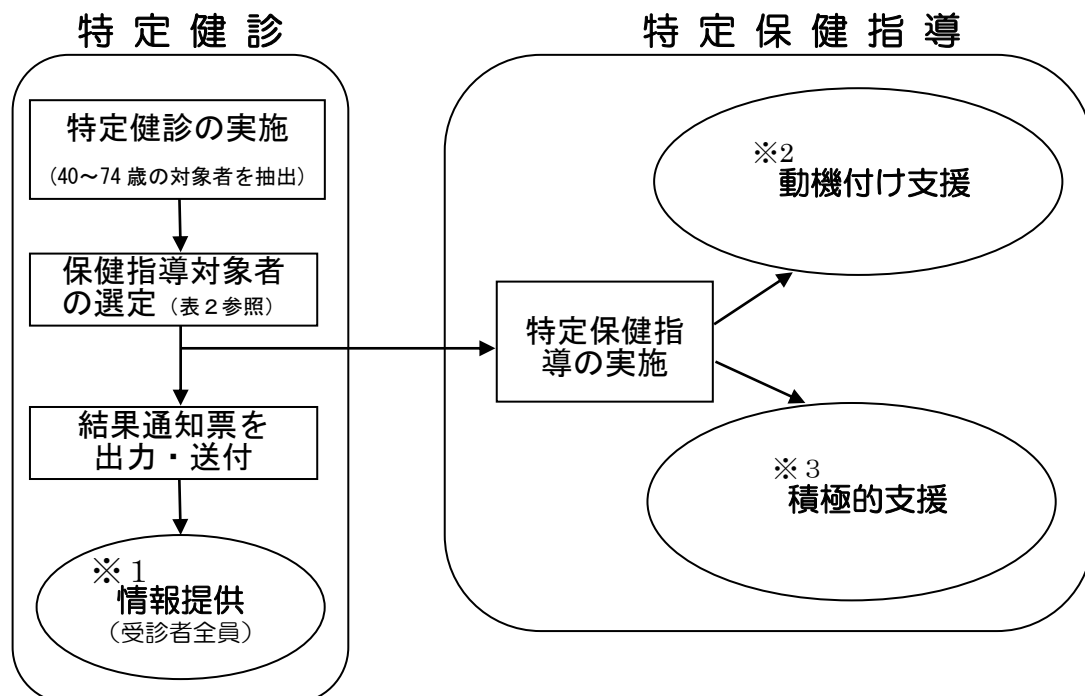 特定健診
特定健診の実施
（40～74歳の対象者を抽出）
保健指導対象者
の選定（表２参照）
結果通知票を
出力・送付
※１
情報提供
（受診者全員）
特定保健指導
特定保健指
導の実施
※2
動機付け支援
※３
積極的支援